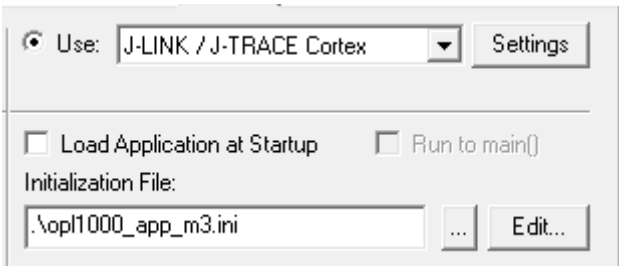 Use: J-LINK / J-TRACE Cortex Settings
Load Application at Startup Run to main()
Initialization File:
.\opl1000_app_m3.ini ... Edit...